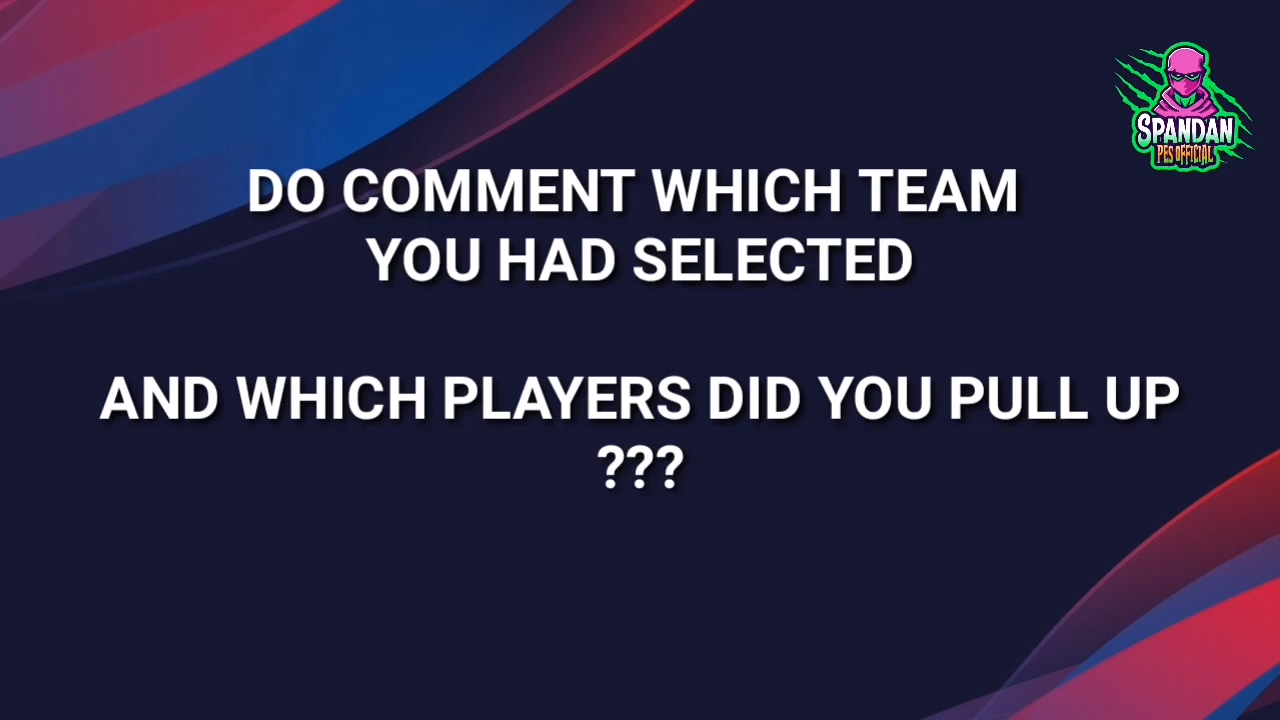 SPANDAN
PES OFFICIAL
DO COMMENT WHICH TEAM
YOU HAD SELECTED
AND WHICH PLAYERS DID YOU PULL UP
???